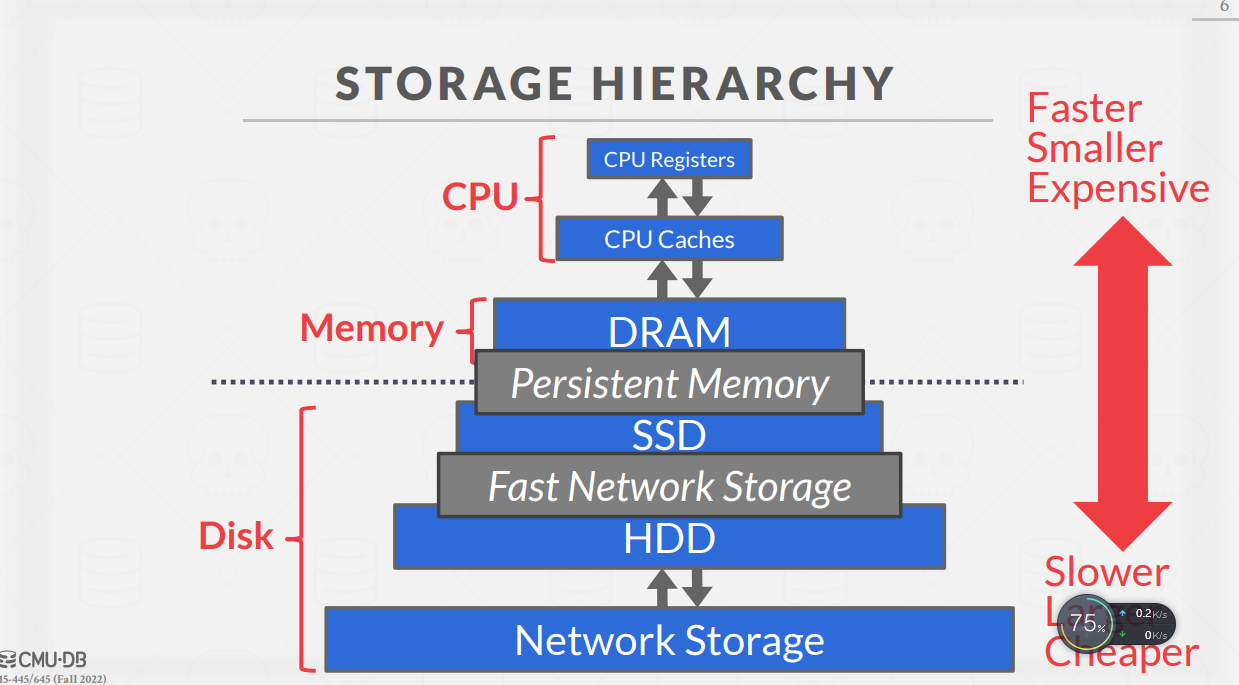 6
STORAGE HIERARCHY
Faster
Smaller
Expensive
CPU Registers
CPU
CPU Caches
Memory
DRAM
Persistent Memory
SSD
Fast Network Storage
Disk
HDD
Slower
Network Storage
75%
0.2K/s
0K/s
Cheaper
CMU·DB
15-445/645 (Fall 2022)